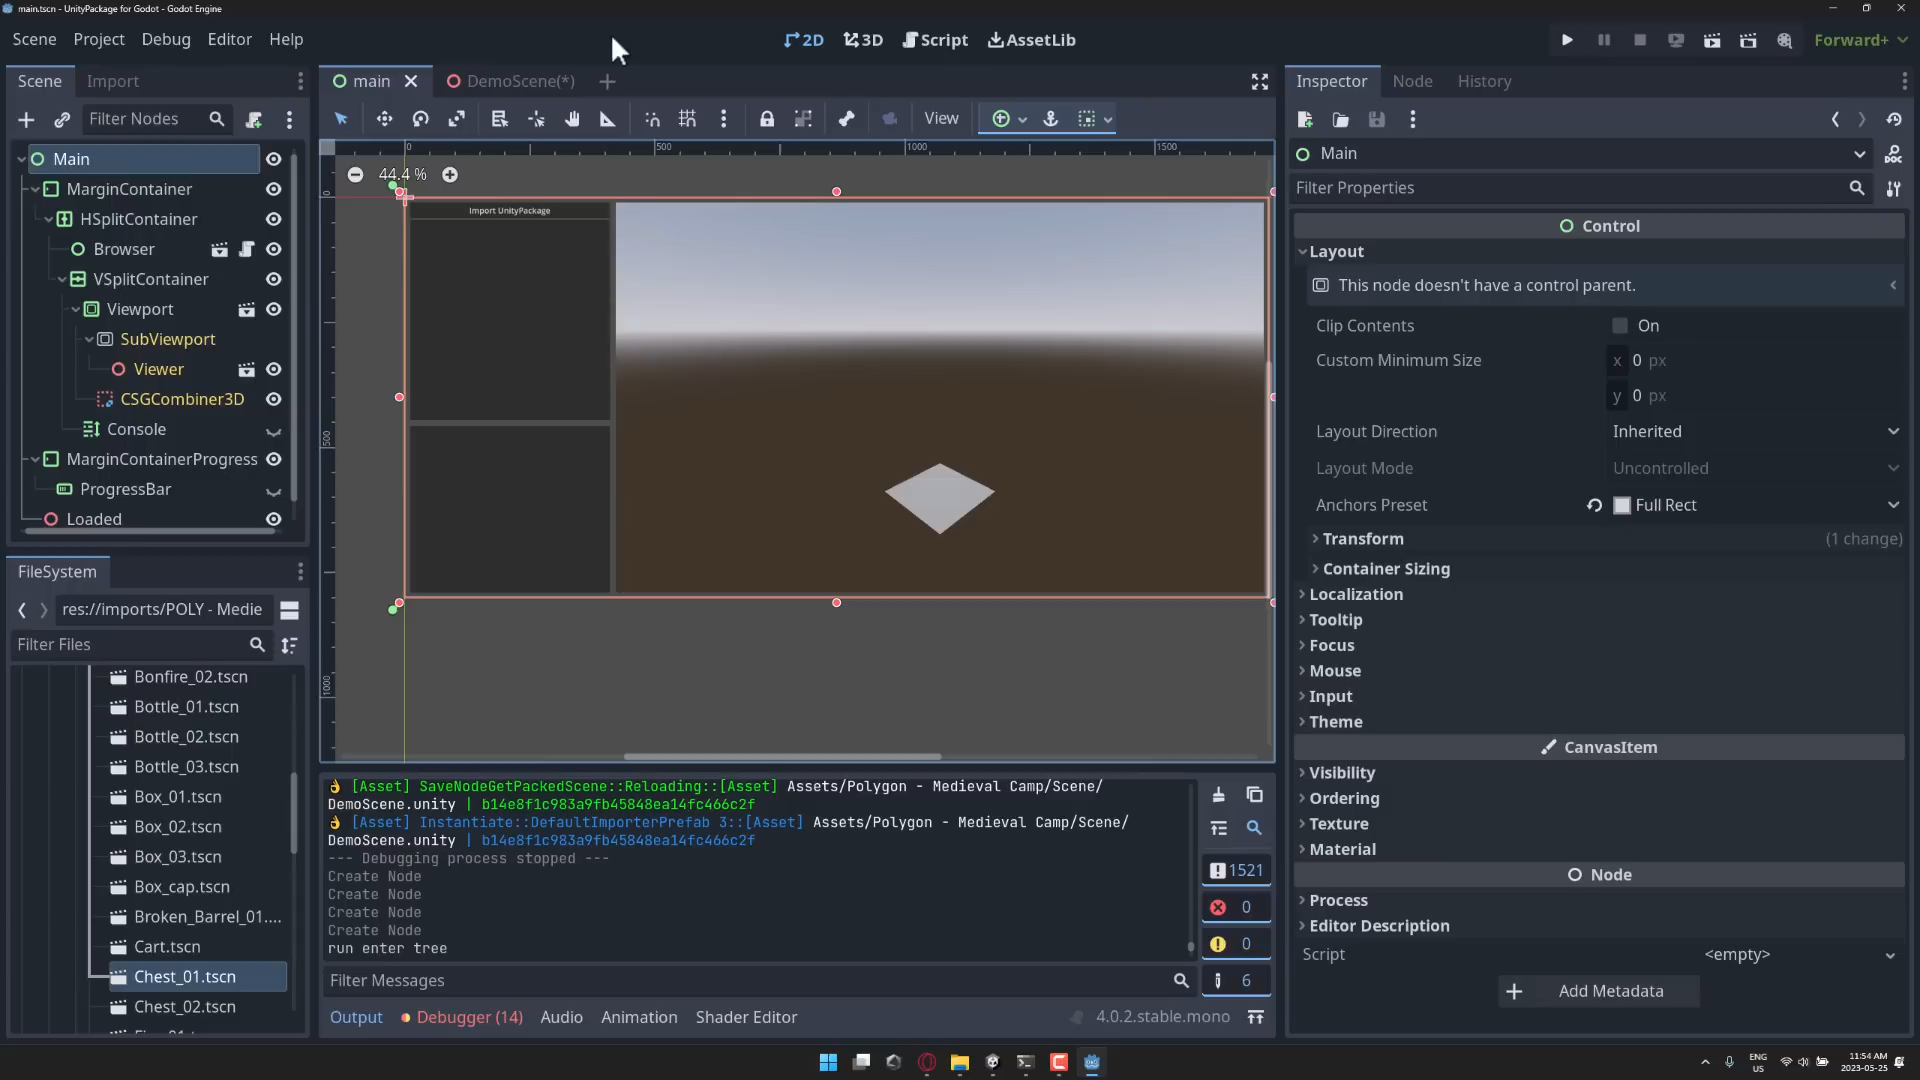 main.tscn - UnityPackage for Godot - Godot Engine
Scene Project Debug Editor Help
2D 3D Script AssetLib
Forward+
Scene Import
main DemoScene(*)
Inspector Node History
Filter Nodes
View
Main
MarginContainer
HSplitContainer
Browser
VSplitContainer
Viewport
SubViewport
Viewer
CSGCombiner3D
Console
MarginContainerProgress
ProgressBar
Loaded
0 500 1000 1500
44.4 %
0
500
1000
Import UnityPackage
Main
Filter Properties
Control
Layout
This node doesn't have a control parent.
Clip Contents On
Custom Minimum Size x 0 px
y 0 px
Layout Direction Inherited
Layout Mode Uncontrolled
Anchors Preset Full Rect
Transform (1 change)
Container Sizing
Localization
Tooltip
Focus
Mouse
Input
Theme
CanvasItem
Visibility
Ordering
Texture
Material
Node
Process
Editor Description
Script <empty>
Add Metadata
FileSystem
res://imports/POLY - Medie
Filter Files
Bonfire_02.tscn
Bottle_01.tscn
Bottle_02.tscn
Bottle_03.tscn
Box_01.tscn
Box_02.tscn
Box_03.tscn
Box_cap.tscn
Broken_Barrel_01....
Cart.tscn
Chest_01.tscn
Chest_02.tscn
[Asset] SaveNodeGetPackedScene::Reloading::[Asset] Assets/Polygon - Medieval Camp/Scene/
DemoScene.unity | b14e8f1c983a9fb45848ea14fc466c2f
[Asset] Instantiate::DefaultImporterPrefab 3::[Asset] Assets/Polygon - Medieval Camp/Scene/
DemoScene.unity | b14e8f1c983a9fb45848ea14fc466c2f
--- Debugging process stopped ---
Create Node
Create Node
Create Node
Create Node
run enter tree
1521
0
0
6
Filter Messages
Output Debugger (14) Audio Animation Shader Editor 4.0.2.stable.mono
ENG
US
11:54 AM
2023-05-25